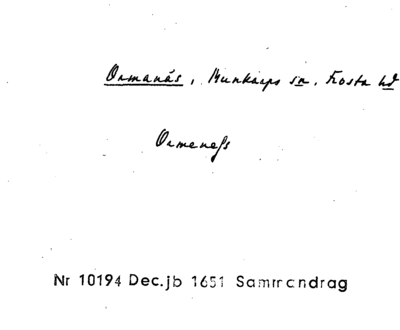 Ormanäs, Munkarps sn. Frosta hd
Ormeness
Nr 10194 Dec.jb 1651 Sammandrag